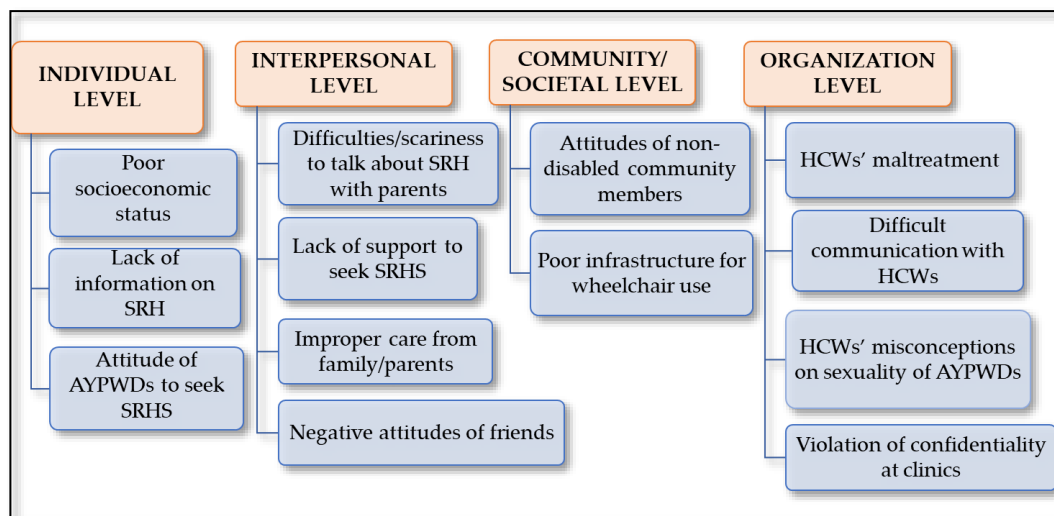 INDIVIDUAL
LEVEL
Poor
socioeconomic
status
Lack of
information on
SRH
Attitude of
AYPWDs to seek
SRHS
INTERPERSONAL
LEVEL
Difficulties/scariness
to talk about SRH
with parents
Lack of support to
seek SRHS
Improper care from
family/parents
Negative attitudes of friends
COMMUNITY/
SOCIETAL LEVEL
Attitudes of non-
disabled community
members
Poor infrastructure for
wheelchair use
ORGANIZATION
LEVEL
HCWs’ maltreatment
Difficult
communication with
HCWs
HCWs’ misconceptions
on sexuality of AYPWDs
Violation of confidentiality
at clinics